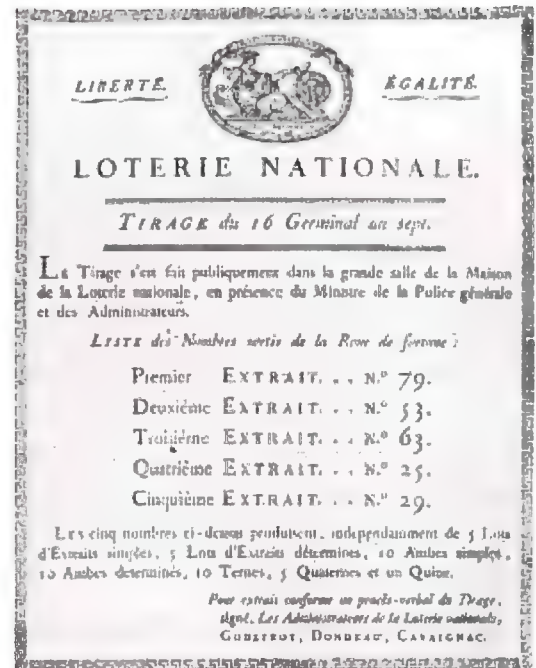 LIBERTÉ.
ÉGALITÉ.
LOTERIE NATIONALE.
TIRAGE du 16 Germinal an sept.
Le Tirage s'est fait publiquement dans la grande salle de la Maison
de la Loterie nationale, en présence du Ministre de la Police générale
et des Administrateurs.
LISTE des Nombres sortis de la Roue de fortune :
Premier EXTRAIT. . . N.º 79.
Deuxième EXTRAIT. . . N.º 53.
Troisième EXTRAIT. . . N.º 63.
Quatrième EXTRAIT. . . N.º 25.
Cinquième EXTRAIT. . . N.º 29.
Les cinq nombres ci-dessus produisent, indépendamment de 5 Lots
d'Extraits simples, 5 Lots d'Extraits déterminés, 10 Ambes simples,
10 Ambes déterminés, 10 Ternes, 5 Quaternes et un Quine.
Pour extrait conforme au procès-verbal du Tirage,
signé, Les Administrateurs de la Loterie nationale,
DONDEAU, CAVAIGNAC.